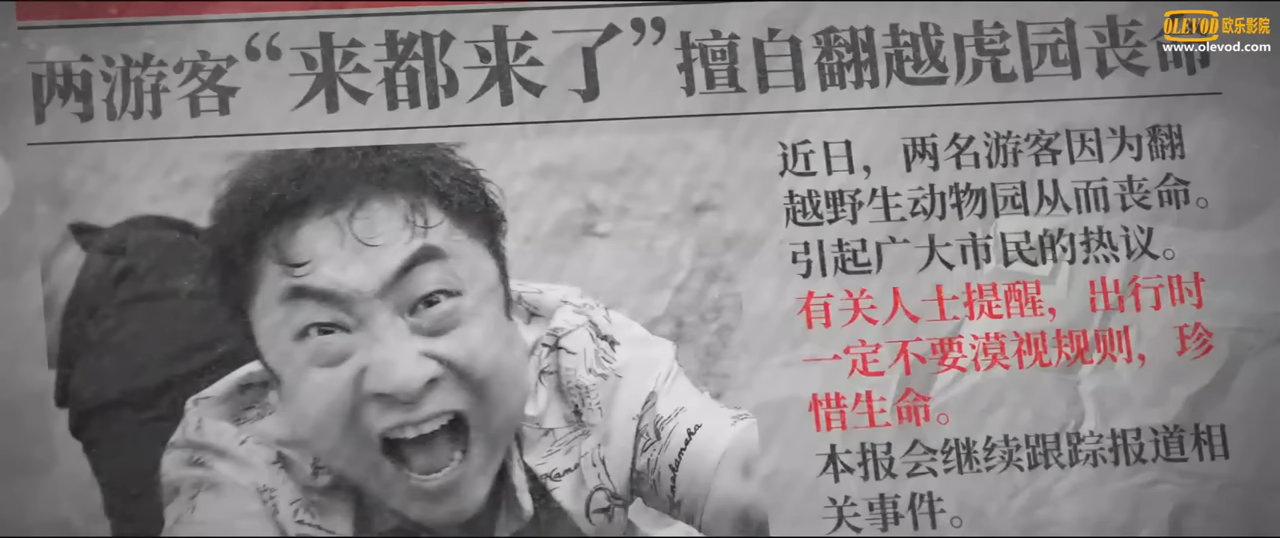 OLEVOD 欧乐影院
www.olevod.com
两游客“来都来了”擅自翻越虎园丧命
近日，两名游客因为翻
越野生动物园从而丧命。
引起广大市民的热议。
有关人士提醒，出行时
一定不要漠视规则，珍
惜生命。
本报会继续跟踪报道相
关事件。